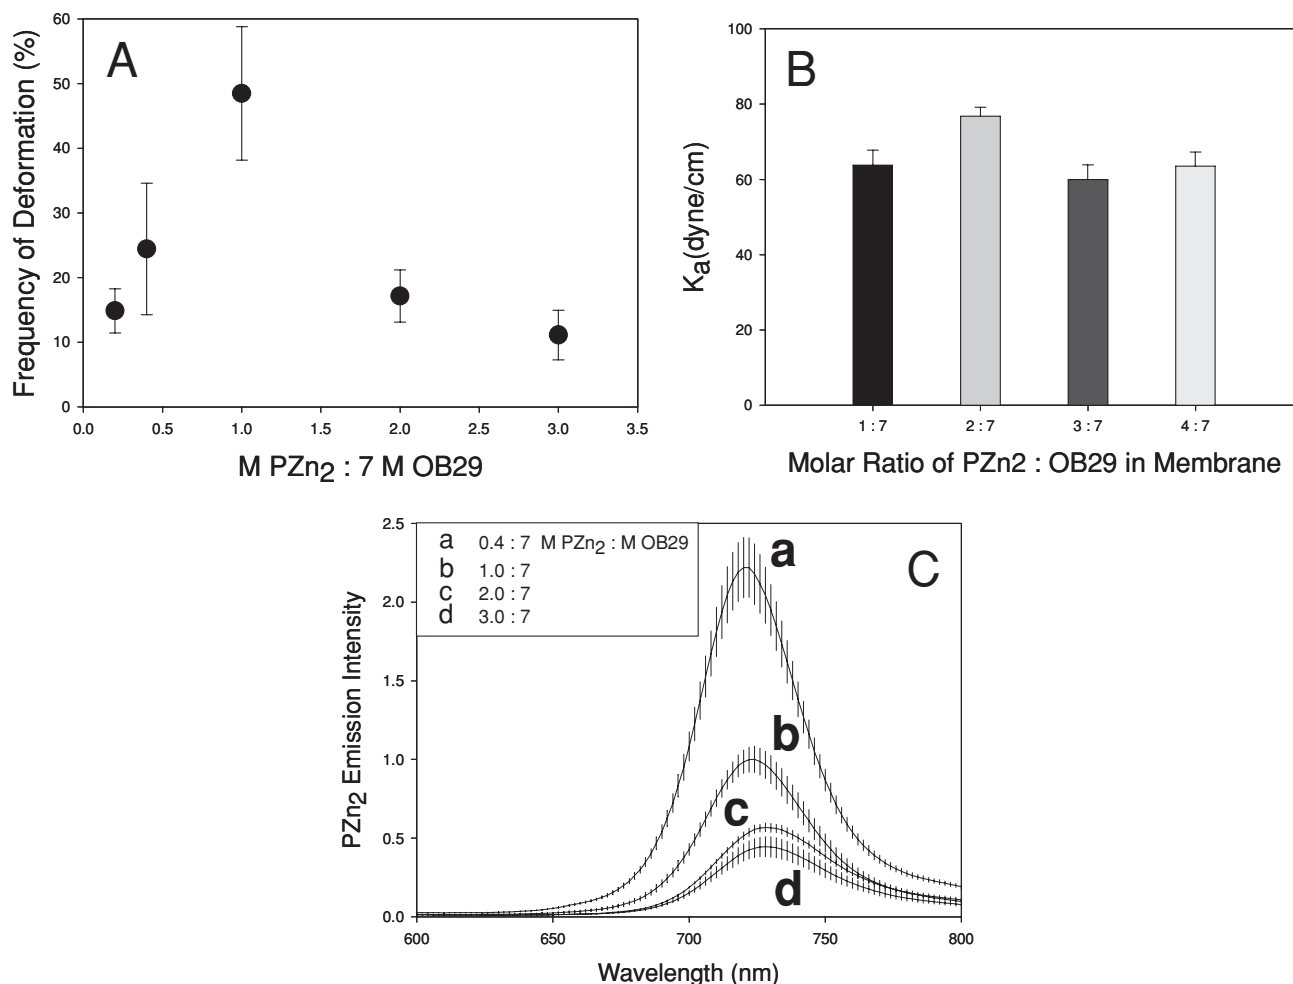 A
Frequency of Deformation (%)
60
50
40
30
20
10
0
0.0 0.5 1.0 1.5 2.0 2.5 3.0 3.5
M PZn2 : 7 M OB29
B
Ka(dyne/cm)
100
80
60
40
20
0
1 : 7 2 : 7 3 : 7 4 : 7
Molar Ratio of PZn2 : OB29 in Membrane
C
PZn2 Emission Intensity
2.5
2.0
1.5
1.0
0.5
0.0
a 0.4 : 7 M PZn2 : M OB29
b 1.0 : 7
c 2.0 : 7
d 3.0 : 7
a
b
c
d
600 650 700 750 800
Wavelength (nm)